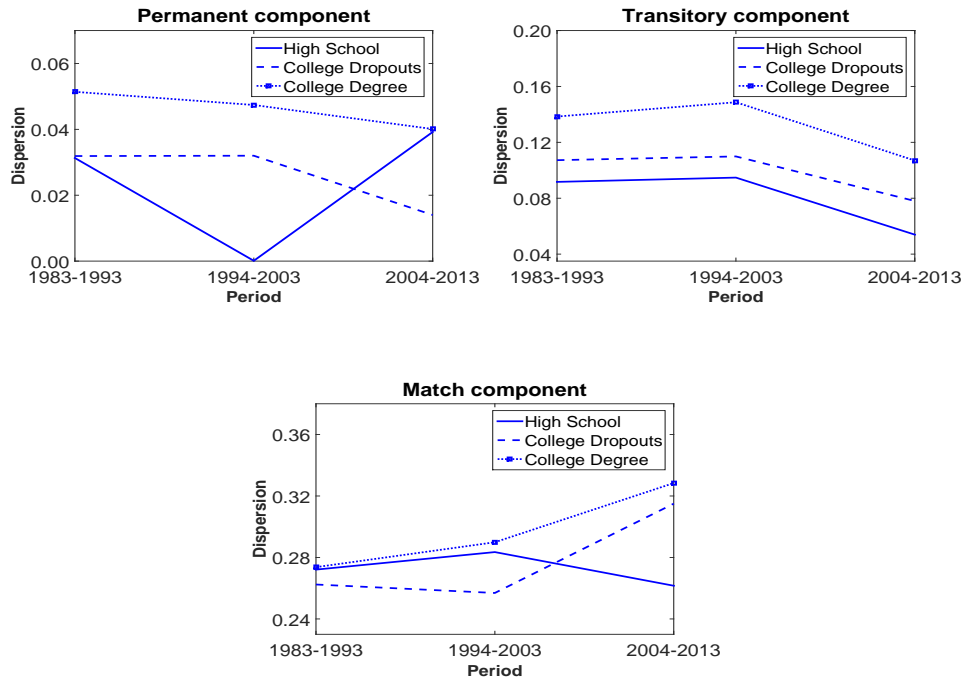 Permanent component
High School
College Dropouts
College Degree
0.06
0.04
0.02
0.00
Dispersion
1983-1993
1994-2003
2004-2013
Period
Transitory component
High School
College Dropouts
College Degree
0.20
0.16
0.12
0.08
0.04
Dispersion
1983-1993
1994-2003
2004-2013
Period
Match component
High School
College Dropouts
College Degree
0.36
0.32
0.28
0.24
Dispersion
1983-1993
1994-2003
2004-2013
Period